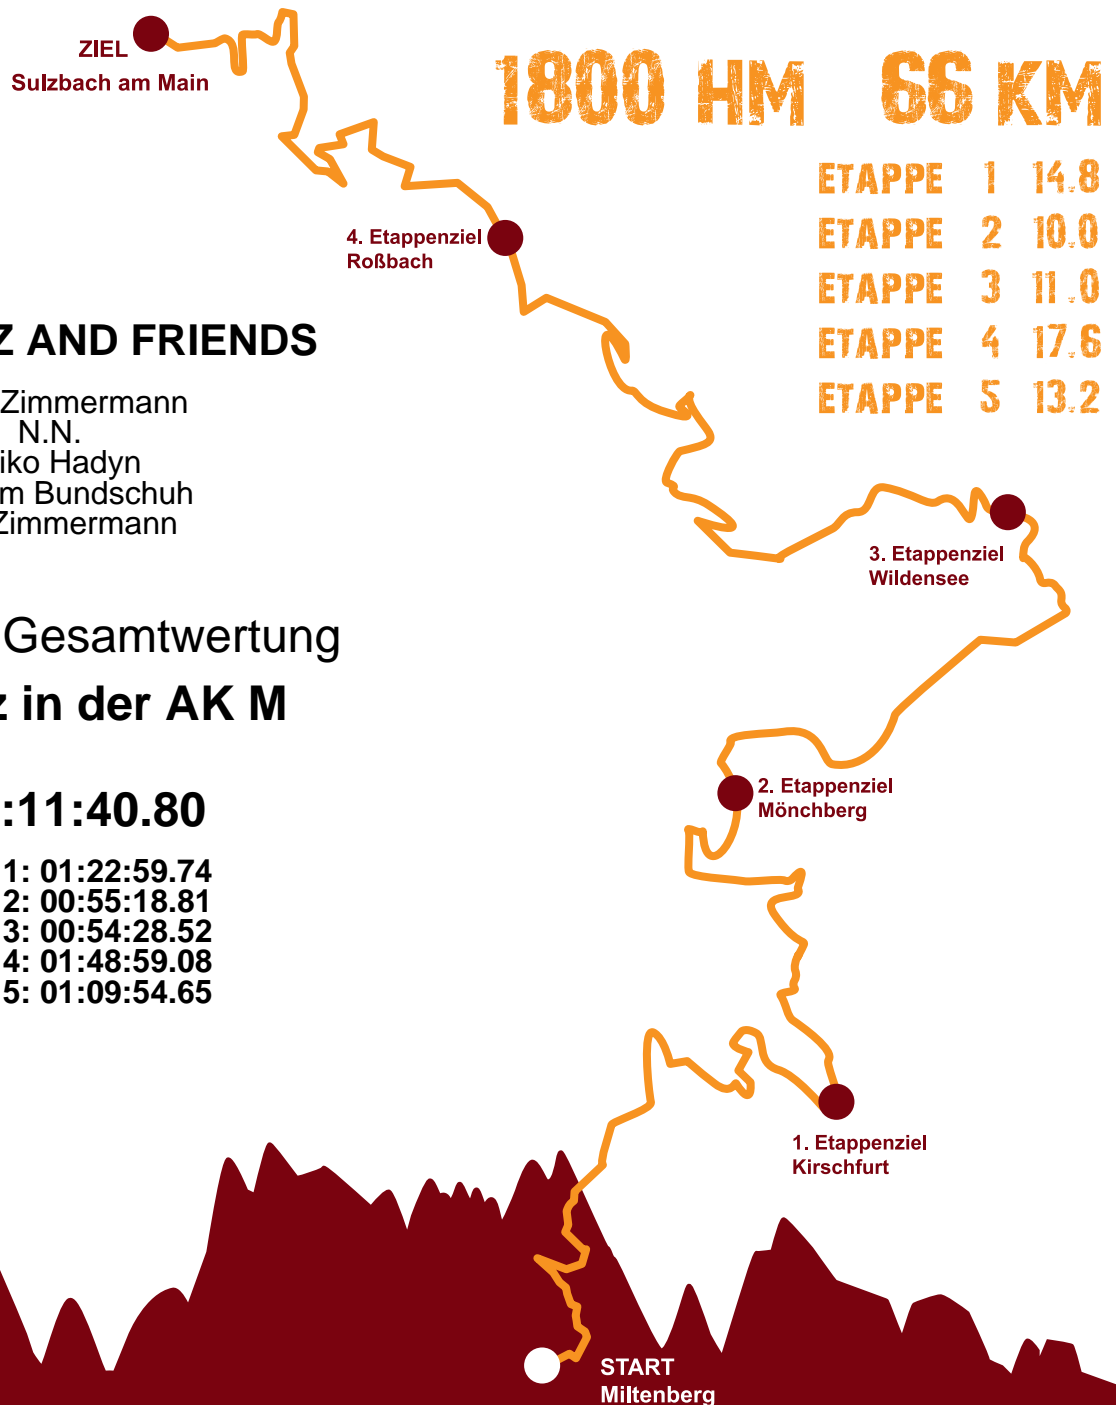 ZIEL
Sulzbach am Main
1800 HM 66 KM
ETAPPE 1 14.8
ETAPPE 2 10.0
ETAPPE 3 11.0
ETAPPE 4 17.6
ETAPPE 5 13.2
4. Etappenziel
Roßbach
Z AND FRIENDS
Zimmermann
N.N.
iko Hadyn
m Bundschuh
Zimmermann
3. Etappenziel
Wildensee
Gesamtwertung
z in der AK M
2. Etappenziel
Mönchberg
:11:40.80
1: 01:22:59.74
2: 00:55:18.81
3: 00:54:28.52
4: 01:48:59.08
5: 01:09:54.65
1. Etappenziel
Kirschfurt
START
Miltenberg